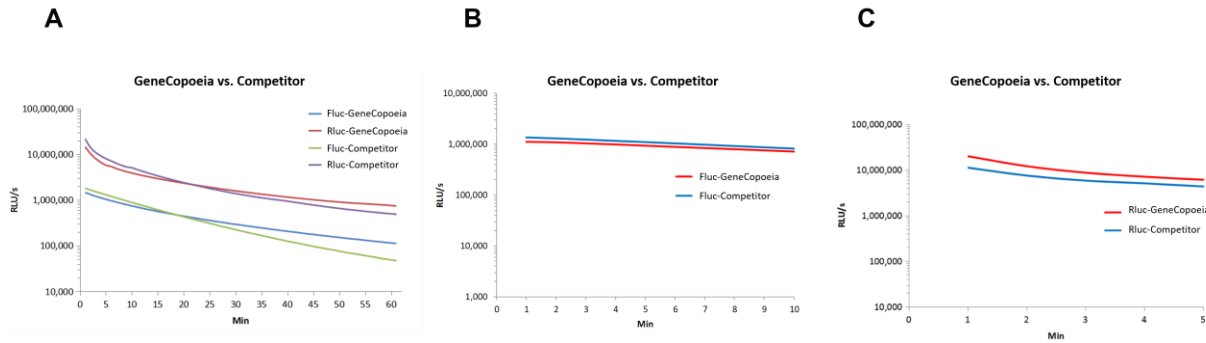 A
GeneCopoeia vs. Competitor
100,000,000
10,000,000
1,000,000
100,000
10,000
RLU/s
0 5 10 15 20 25 30 35 40 45 50 55 60
Min
Fluc-GeneCopoeia
Rluc-GeneCopoeia
Fluc-Competitor
Rluc-Competitor
B
GeneCopoeia vs. Competitor
10,000,000
1,000,000
100,000
10,000
1,000
RLU/s
0 1 2 3 4 5 6 7 8 9 10
Min
Fluc-GeneCopoeia
Fluc-Competitor
C
GeneCopoeia vs. Competitor
100,000,000
10,000,000
1,000,000
100,000
10,000
RLU/s
0 1 2 3 4 5
Min
Rluc-GeneCopoeia
Rluc-Competitor